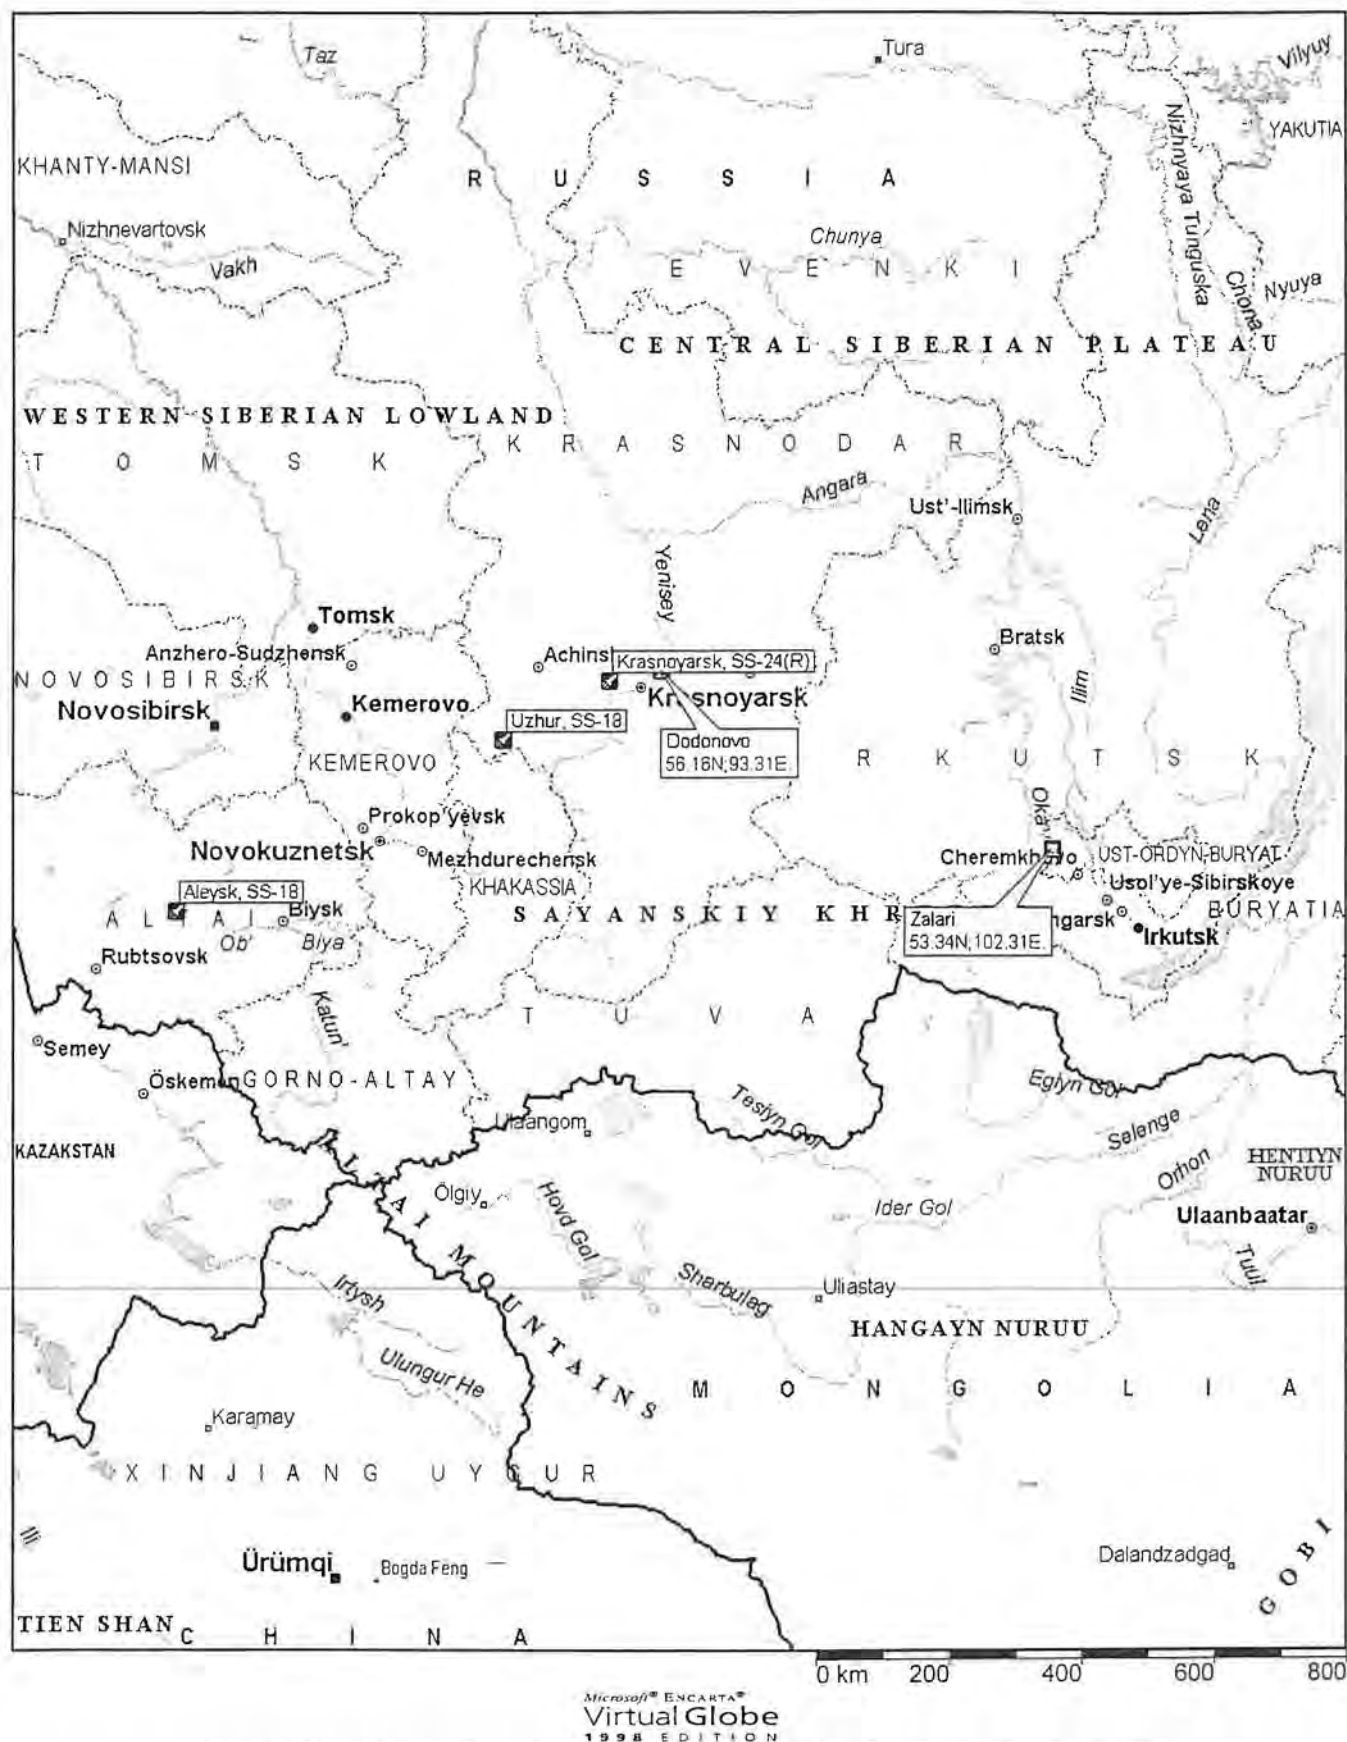 Taz
Tura
Vilyuy
YAKUTIA
KHANTY-MANSI
R U S S I A
Nizhnyaya Tunguska
Nizhnevartovsk
Vakh
Chunya
E V E N K I
Chona
Nyuya
CENTRAL SIBERIAN PLATEAU
WESTERN SIBERIAN LOWLAND
T O M S K
K R A S N O D A R
Angara
Ust'-Ilimsk
Lena
Yenisey
Tomsk
Anzhero-Sudzhensk
Bratsk
Achinsk
Krasnoyarsk, SS-24(R)
NOVOSIBIRSK
Novosibirsk
Kemerovo
Krasnoyarsk
Ilim
Uzhur, SS-18
Dodonovo
56.16N;93.31E.
KEMEROVO
R K U T S K
Oka
Prokop'yevsk
Novokuznetsk
Mezhdurechensk
Cheremkhovo
UST-ORDYN-BURYAT
KHAKASSIA
Usol'ye-Sibirskoye
Aleysk, SS-18
A L T A I
Biysk
SAYANSKIY KHR
Zalari
53.34N;102.31E.
ngarsk
BURYATIA
Irkutsk
Ob'
Biya
Rubtsovsk
Katun'
T U V A
Semey
Öskemen
GORNO-ALTAY
Eglyn Gol
Tesiyn Gol
Ulaangom
Selenge
KAZAKSTAN
Orhon
HENTIYN
NURUU
Ölgiy
Hovd Gol
Ider Gol
Ulaanbaatar
ALTAI MOUNTAINS
Tuul
Irtysh
Sharbulag
Uliastay
HANGAYN NURUU
Ulungur He
M O N G O L I A
Karamay
XINJIANG UYGUR
Ili
Ürümqi
Bogda Feng
Dalandzadgad
GOBI
TIEN SHAN
C H I N A
0 km 200 400 600 800
Microsoft® ENCARTA®
Virtual Globe
1998 EDITION